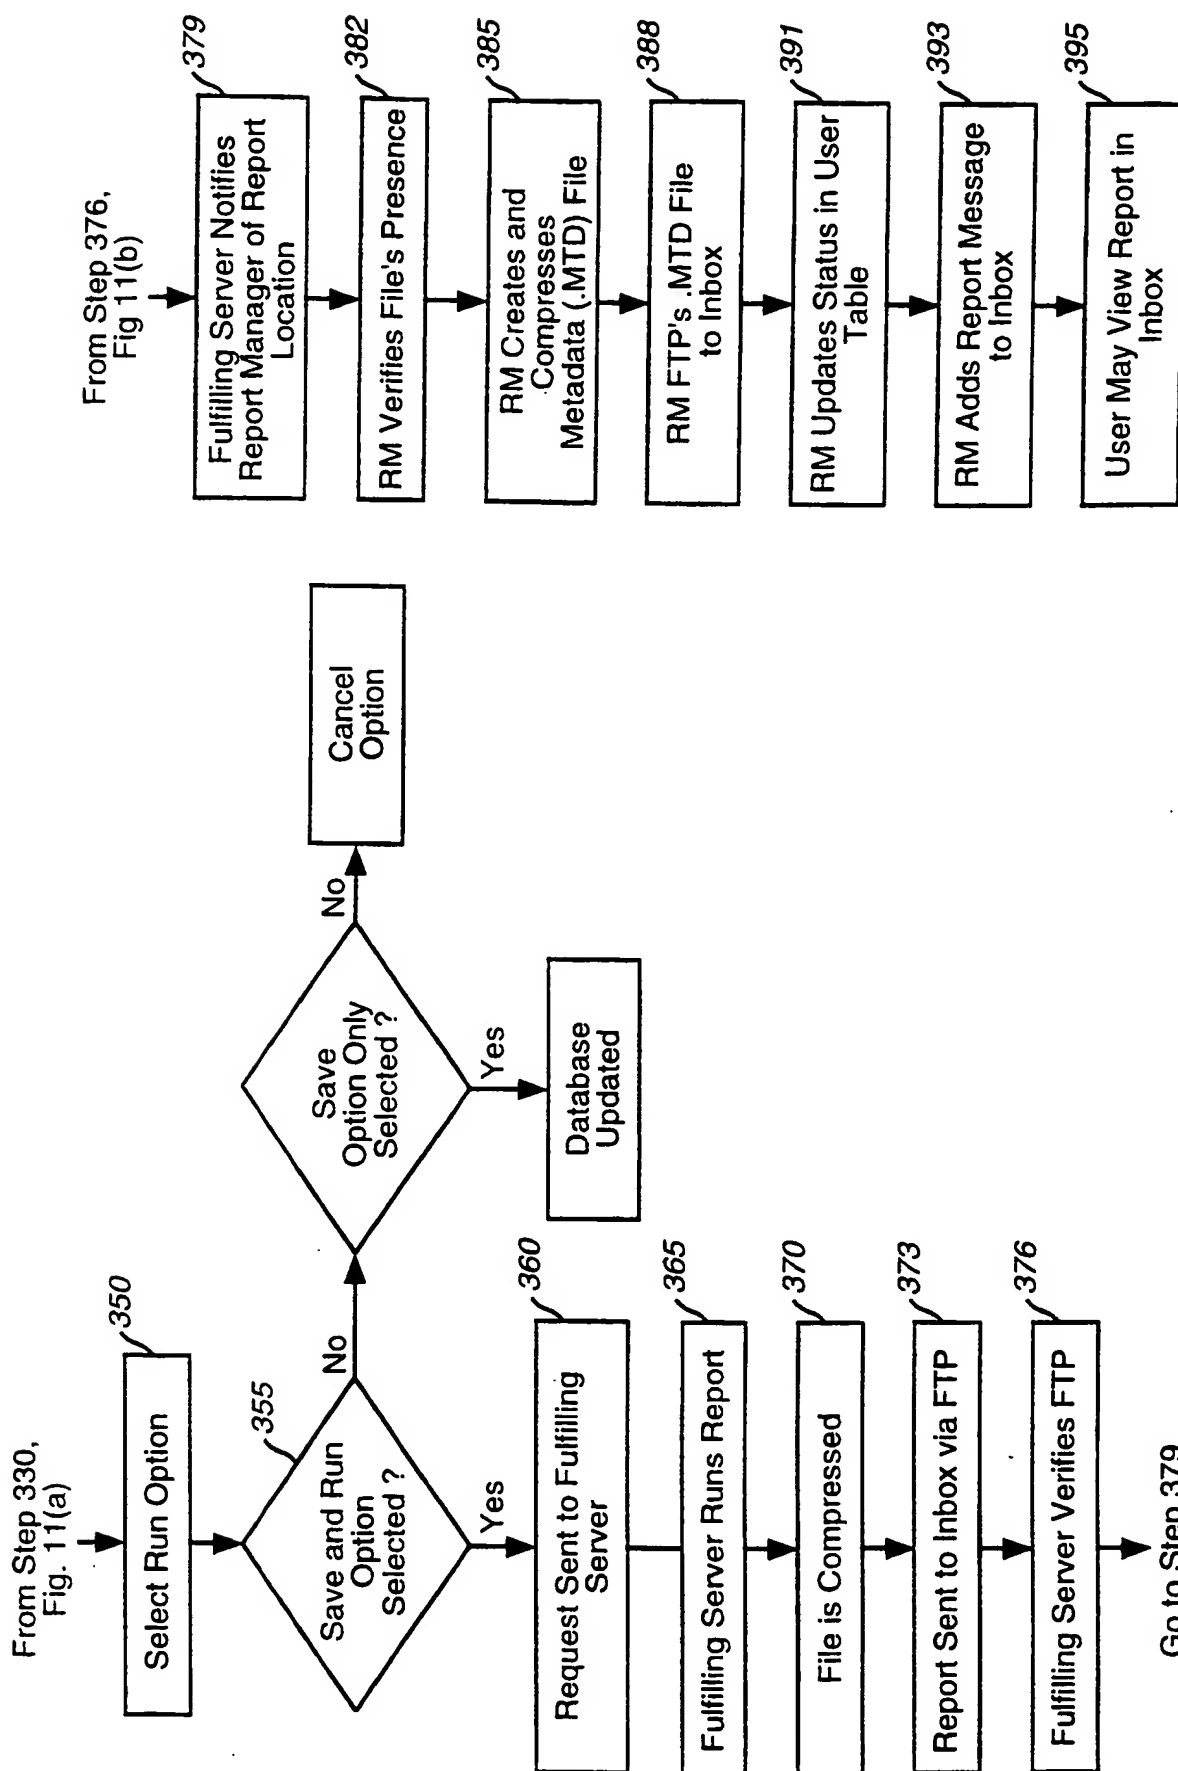 From Step 330,
Fig. 11(a)
350
Select Run Option
355
Save and Run
Option
Selected ?
No
Yes
Save
Option Only
Selected ?
No
Cancel
Option
Yes
Database
Updated
360
Request Sent to Fulfilling
Server
365
Fulfilling Server Runs Report
370
File is Compressed
373
Report Sent to Inbox via FTP
376
Fulfilling Server Verifies FTP
Go to Step 379
From Step 376,
Fig 11(b)
379
Fulfilling Server Notifies
Report Manager of Report
Location
382
RM Verifies File's Presence
385
RM Creates and
Compresses
Metadata (.MTD) File
388
RM FTP's .MTD File
to Inbox
391
RM Updates Status in User
Table
393
RM Adds Report Message
to Inbox
395
User May View Report in
Inbox